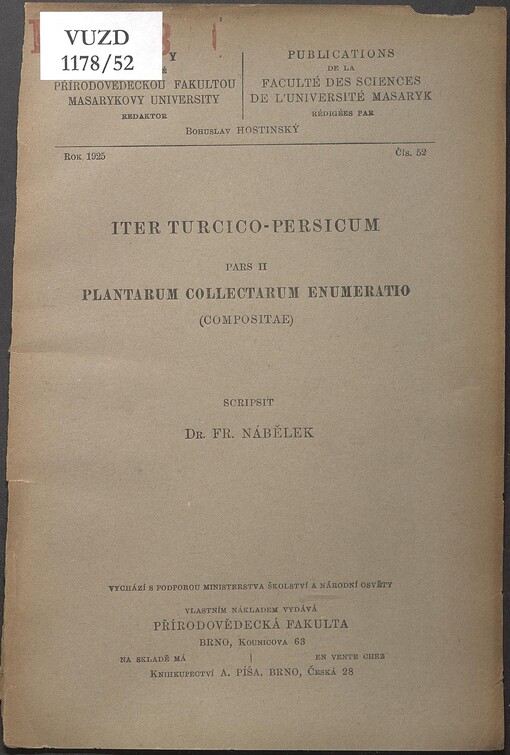 VUZD
1178/52
Y
PŘÍRODOVĚDECKOU FAKULTOU
MASARYKOVY UNIVERSITY
REDAKTOR
PUBLICATIONS
DE LA
FACULTÉ DES SCIENCES
DE L'UNIVERSITÉ MASARYK
RÉDIGÉES PAR
BOHUSLAV HOSTINSKÝ
ROK 1925
ČÍS. 52
ITER TURCICO-PERSICUM
PARS II
PLANTARUM COLLECTARUM ENUMERATIO
(COMPOSITAE)
SCRIPSIT
DR. FR. NÁBĚLEK
VYCHÁZÍ S PODPOROU MINISTERSTVA ŠKOLSTVÍ A NÁRODNÍ OSVĚTY
VLASTNÍM NÁKLADEM VYDÁVÁ
PŘÍRODOVĚDECKÁ FAKULTA
BRNO, KOUNICOVA 63
NA SKLADĚ MÁ
EN VENTE CHEZ
KNIHKUPECTVÍ A. PÍŠA, BRNO, ČESKÁ 28